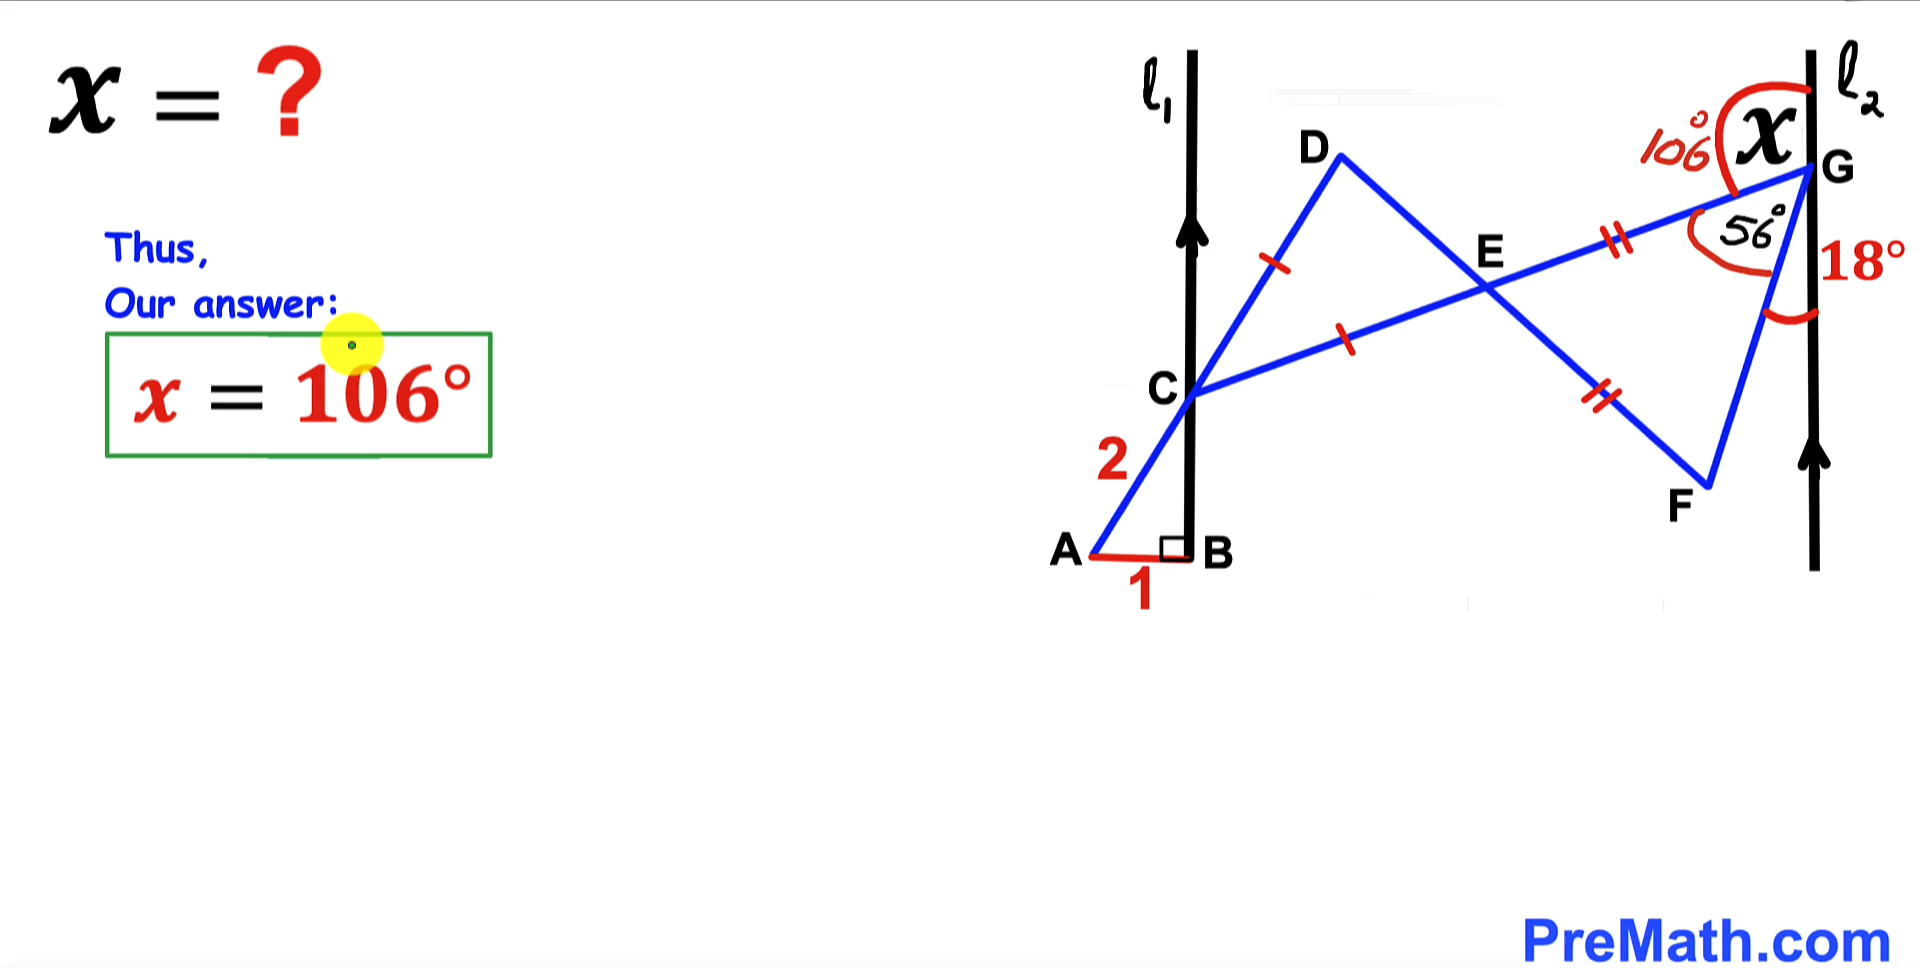 x = ?
Thus,
Our answer:
x = 106°
l₁
l₂
D
106°
x
G
E
56°
18°
C
2
F
A
B
1
PreMath.com